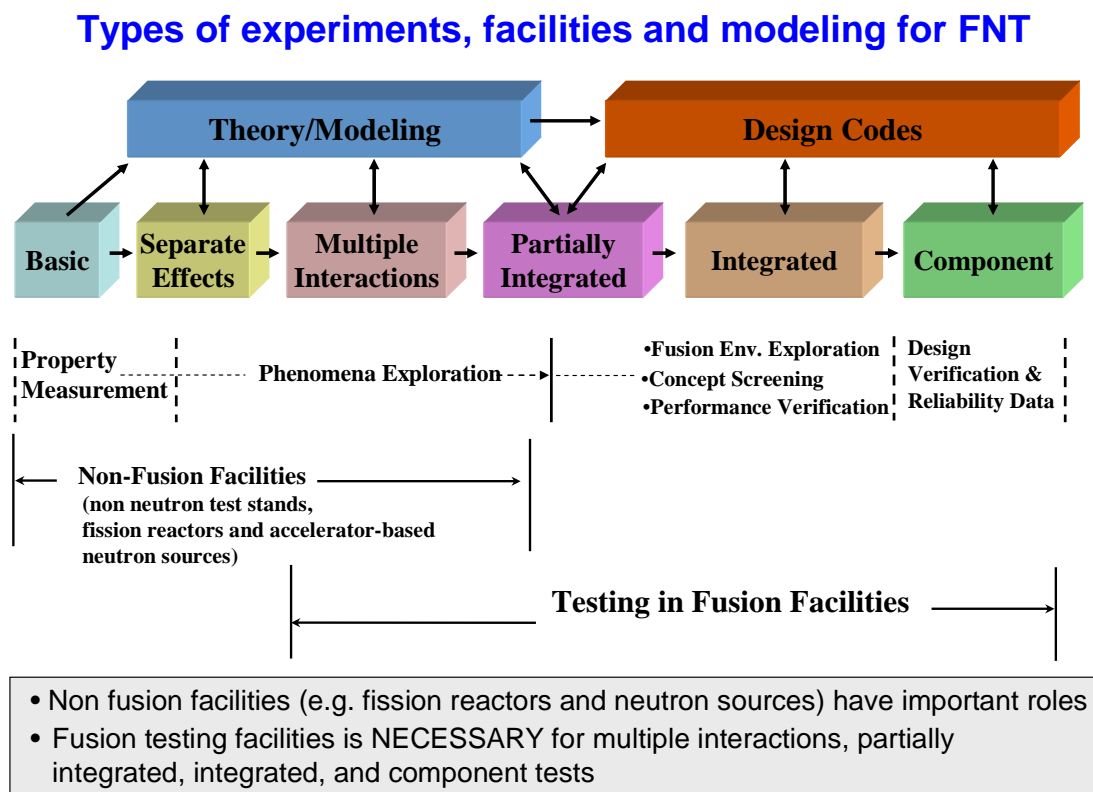 Types of experiments, facilities and modeling for FNT
Theory/Modeling
Design Codes
Basic
Separate
Effects
Multiple
Interactions
Partially
Integrated
Integrated
Component
Property
Measurement
Phenomena Exploration
•Fusion Env. Exploration
•Concept Screening
•Performance Verification
Design
Verification &
Reliability Data
Non-Fusion Facilities
(non neutron test stands,
fission reactors and accelerator-based
neutron sources)
Testing in Fusion Facilities
• Non fusion facilities (e.g. fission reactors and neutron sources) have important roles
• Fusion testing facilities is NECESSARY for multiple interactions, partially
integrated, integrated, and component tests